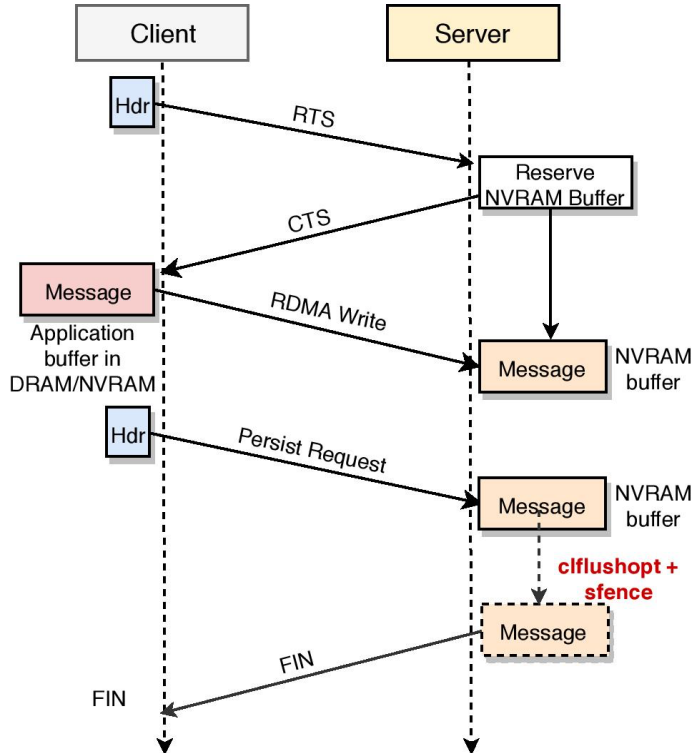 Client
Server
Hdr
RTS
Reserve
NVRAM Buffer
CTS
Message
RDMA Write
Application
buffer in
DRAM/NVRAM
Message
NVRAM
buffer
Hdr
Persist Request
Message
NVRAM
buffer
clflushopt +
sfence
Message
FIN
FIN